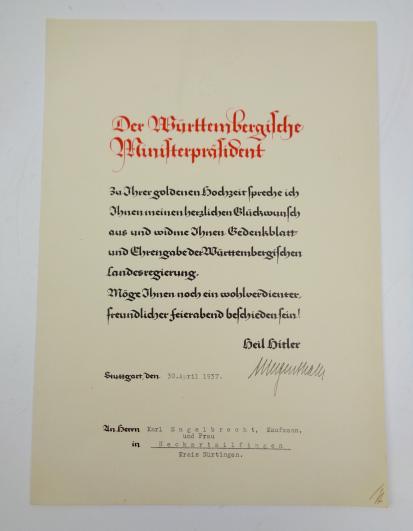 Der Württembergische
Ministerpräsident
Zu Ihrer goldenen Hochzeit spreche ich
Ihnen meinen herzlichen Glückwunsch
aus und widme Ihnen Gedenkblatt
und Ehrengabe der Württembergischen
Landesregierung.
Möge Ihnen noch ein wohlverdienter,
freundlicher Feierabend beschieden sein!
Heil Hitler
Mergenthaler
Stuttgart, den 30.April 1937.
An Herrn Karl Engelbrecht, Kaufmann,
und Frau
in Neckartailfingen
Kreis Nürtingen.